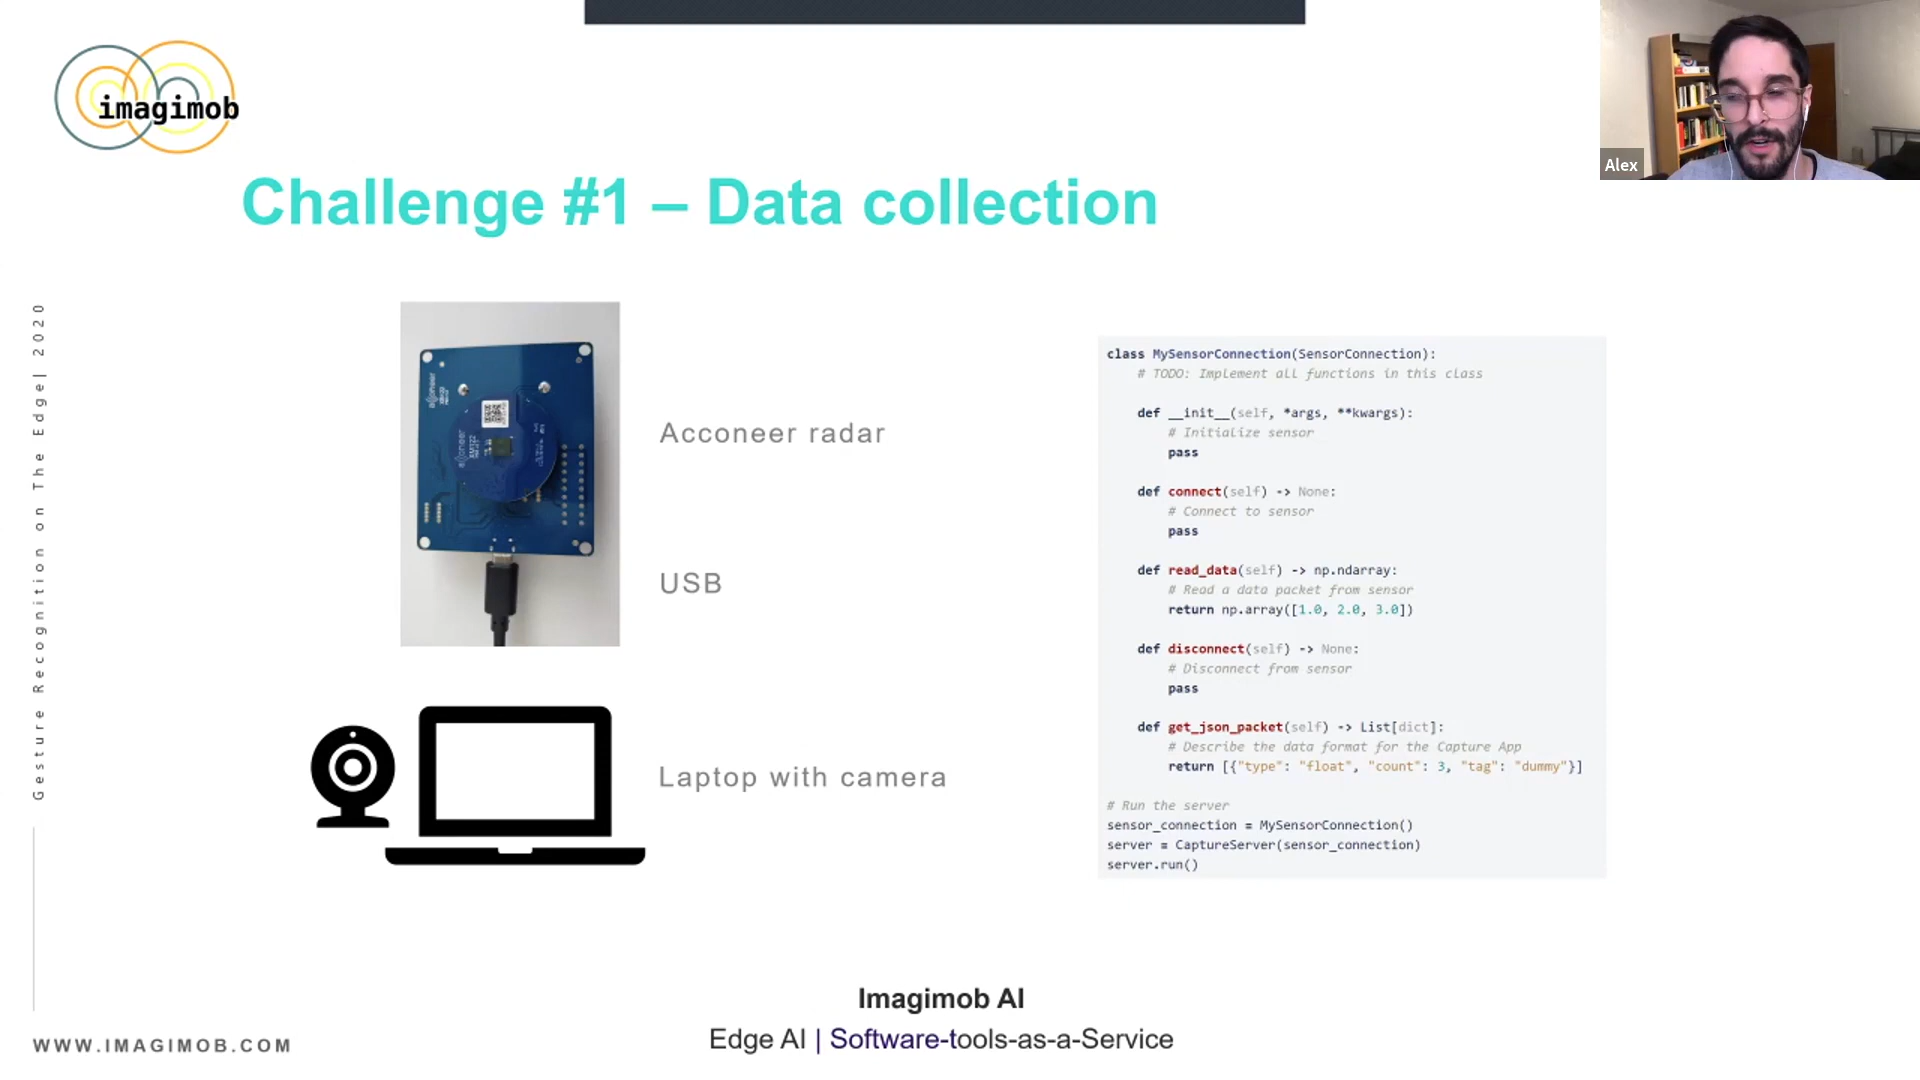 imagimob
Alex
Challenge #1 – Data collection
Gesture Recognition on The Edge| 2020
Acconeer radar
USB
Laptop with camera
class MySensorConnection(SensorConnection):
# TODO: Implement all functions in this class
def __init__(self, *args, **kwargs):
# Initialize sensor
pass
def connect(self) -> None:
# Connect to sensor
pass
def read_data(self) -> np.ndarray:
# Read a data packet from sensor
return np.array([1.0, 2.0, 3.0])
def disconnect(self) -> None:
# Disconnect from sensor
pass
def get_json_packet(self) -> List[dict]:
# Describe the data format for the Capture App
return [{"type": "float", "count": 3, "tag": "dummy"}]
# Run the server
sensor_connection = MySensorConnection()
server = CaptureServer(sensor_connection)
server.run()
Imagimob AI
Edge AI | Software-tools-as-a-Service
WWW.IMAGIMOB.COM